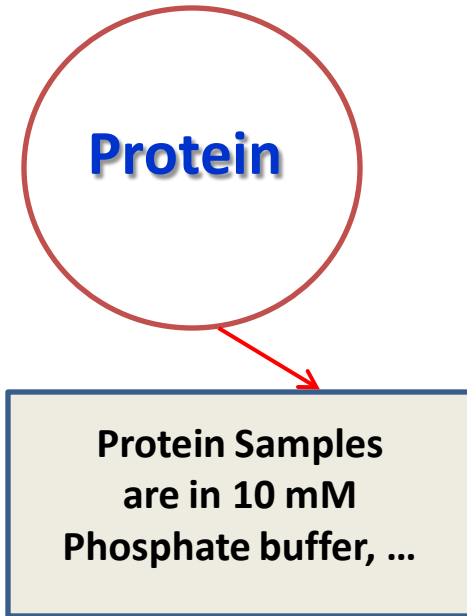 Protein
Protein Samples
are in 10 mM
Phosphate buffer, ...